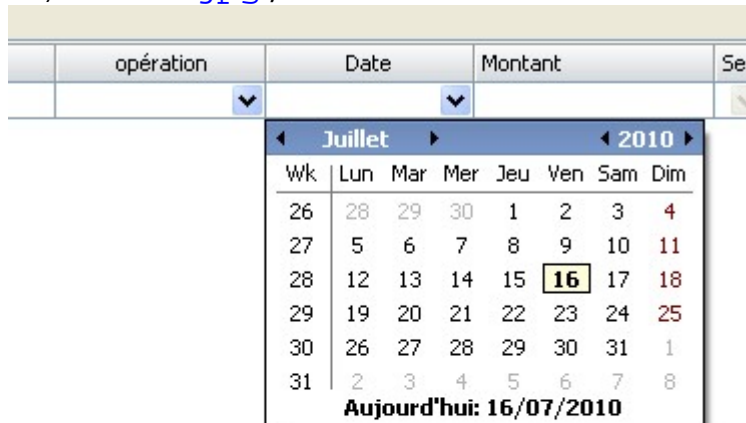 opération Date Montant Se
Juillet 2010
Wk Lun Mar Mer Jeu Ven Sam Dim
26 28 29 30 1 2 3 4
27 5 6 7 8 9 10 11
28 12 13 14 15 16 17 18
29 19 20 21 22 23 24 25
30 26 27 28 29 30 31 1
31 2 3 4 5 6 7 8
Aujourd'hui: 16/07/2010